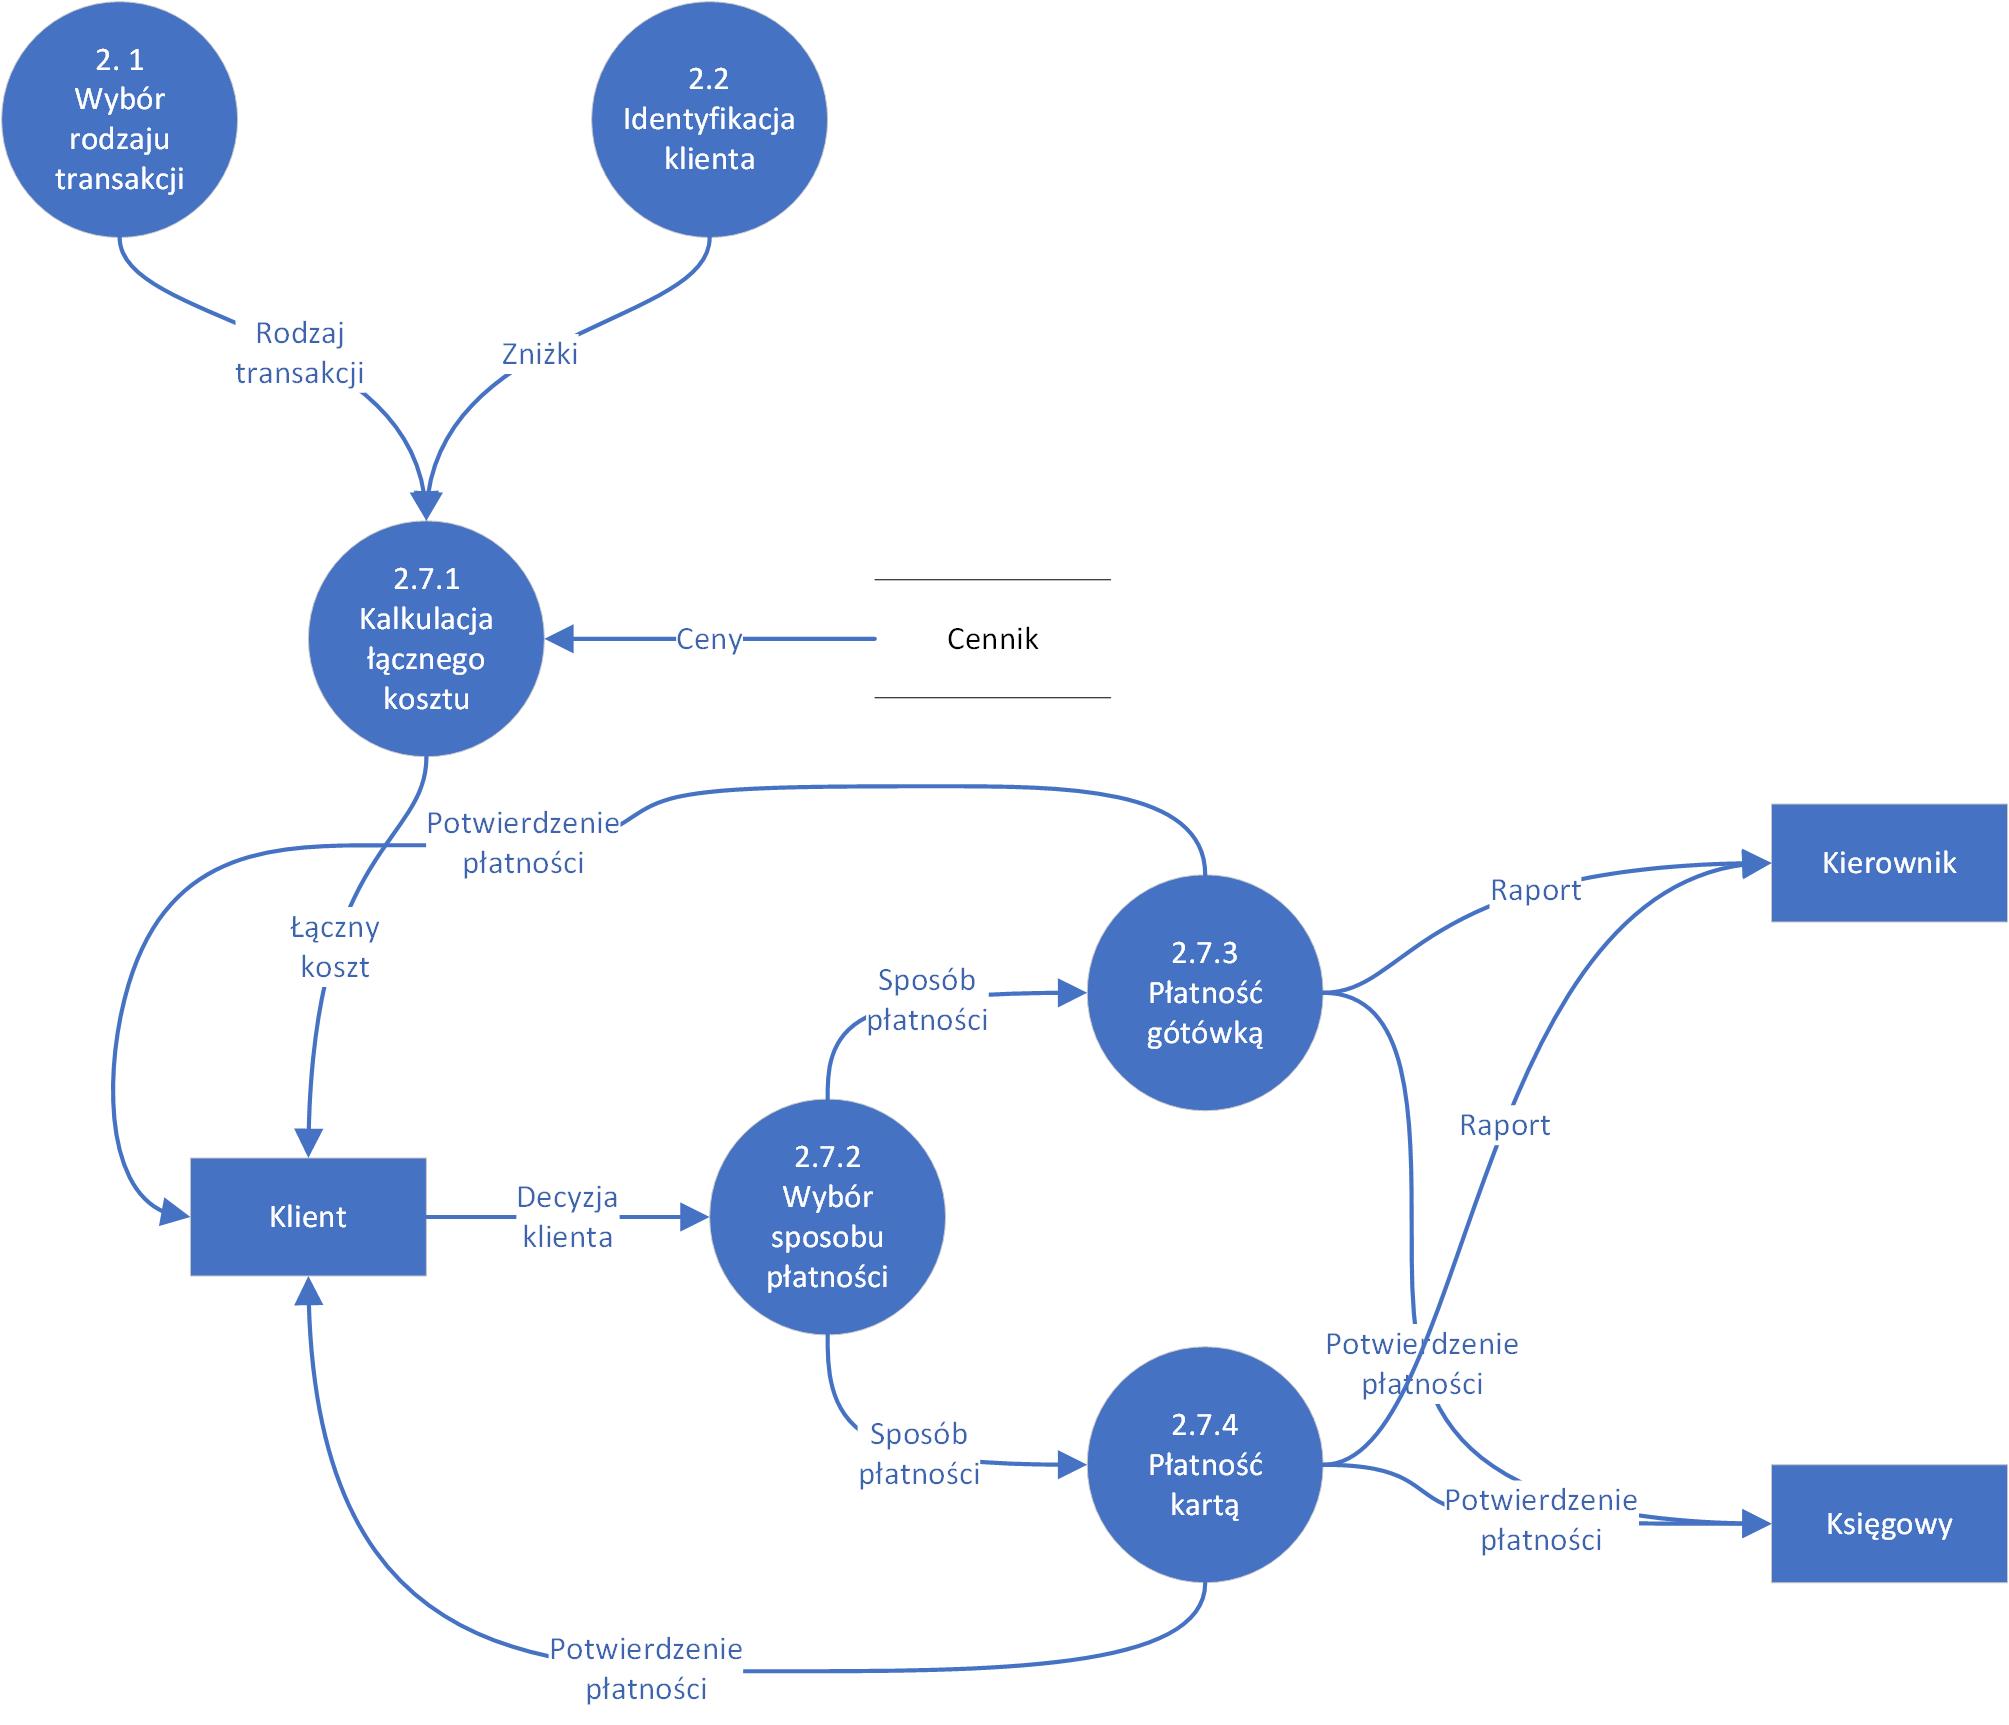 2. 1
Wybór
rodzaju
transakcji
2.2
Identyfikacja
klienta
Rodzaj
transakcji
Zniżki
2.7.1
Kalkulacja
łącznego
kosztu
Ceny
Cennik
Potwierdzenie
płatności
Łączny
koszt
Kierownik
Raport
2.7.3
Płatność
gótówką
Sposób
płatności
Raport
2.7.2
Wybór
sposobu
płatności
Decyzja
klienta
Klient
Potwierdzenie
płatności
2.7.4
Płatność
kartą
Sposób
płatności
Potwierdzenie
płatności
Księgowy
Potwierdzenie
płatności